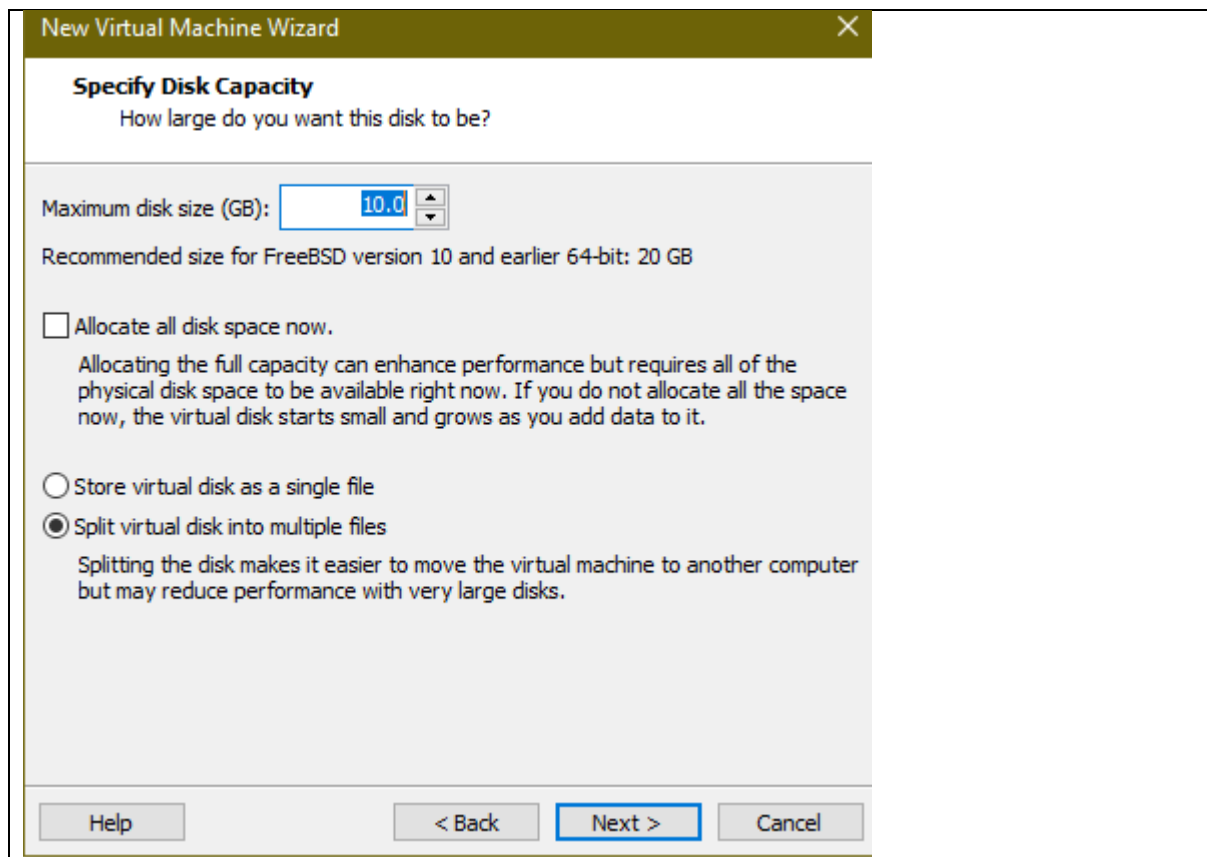 New Virtual Machine Wizard
Specify Disk Capacity
How large do you want this disk to be?
Maximum disk size (GB): 10.0
Recommended size for FreeBSD version 10 and earlier 64-bit: 20 GB
Allocate all disk space now.
Allocating the full capacity can enhance performance but requires all of the
physical disk space to be available right now. If you do not allocate all the space
now, the virtual disk starts small and grows as you add data to it.
Store virtual disk as a single file
Split virtual disk into multiple files
Splitting the disk makes it easier to move the virtual machine to another computer
but may reduce performance with very large disks.
Help < Back Next > Cancel